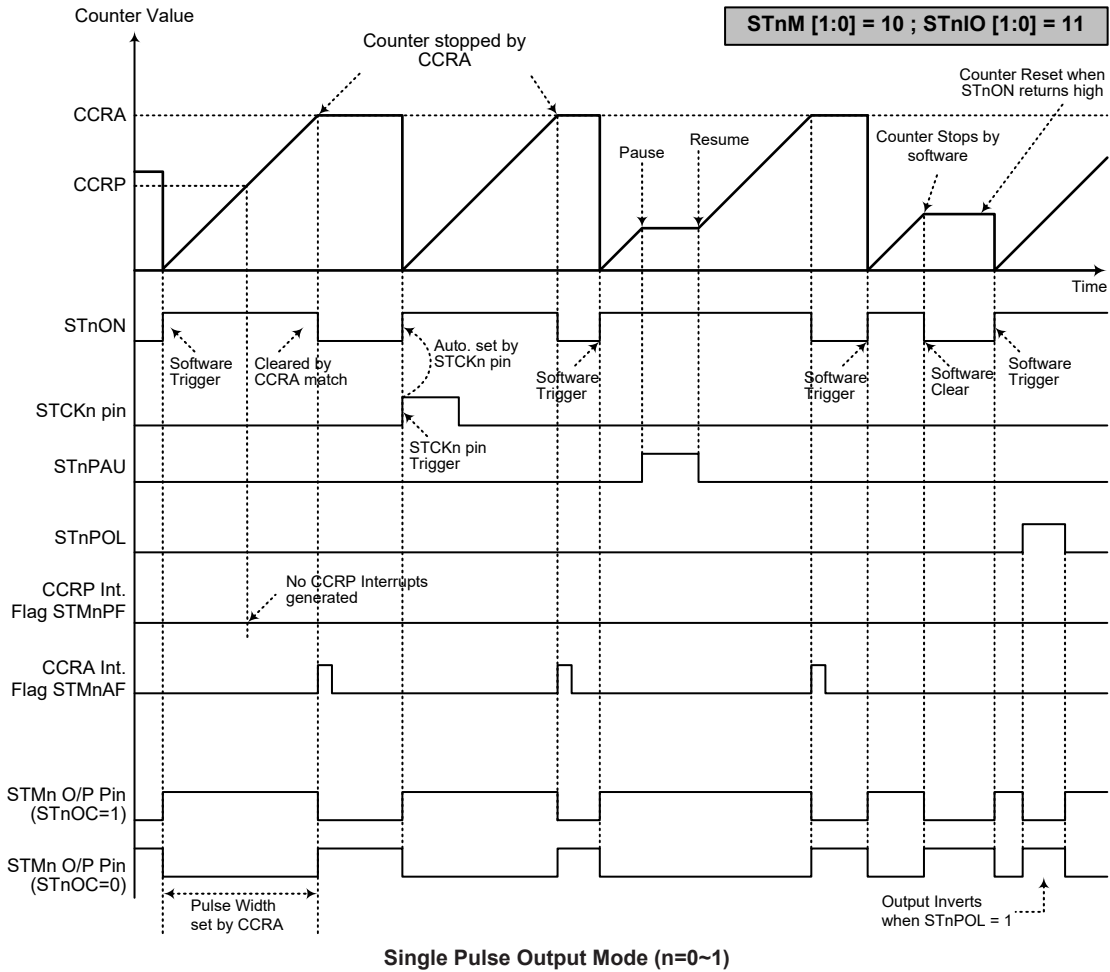 Counter Value
STnM [1:0] = 10 ; STnIO [1:0] = 11
Counter stopped by
CCRA
Counter Reset when
STnON returns high
CCRA
Pause
Resume
Counter Stops by
software
CCRP
Time
STnON
Software
Trigger
Cleared by
CCRA match
Auto. set by
STCKn pin
Software
Trigger
Software
Trigger
Software
Clear
Software
Trigger
STCKn pin
STCKn pin
Trigger
STnPAU
STnPOL
No CCRP Interrupts
generated
CCRP Int.
Flag STMnPF
CCRA Int.
Flag STMnAF
STMn O/P Pin
(STnOC=1)
STMn O/P Pin
(STnOC=0)
Pulse Width
set by CCRA
Output Inverts
when STnPOL = 1
Single Pulse Output Mode (n=0~1)